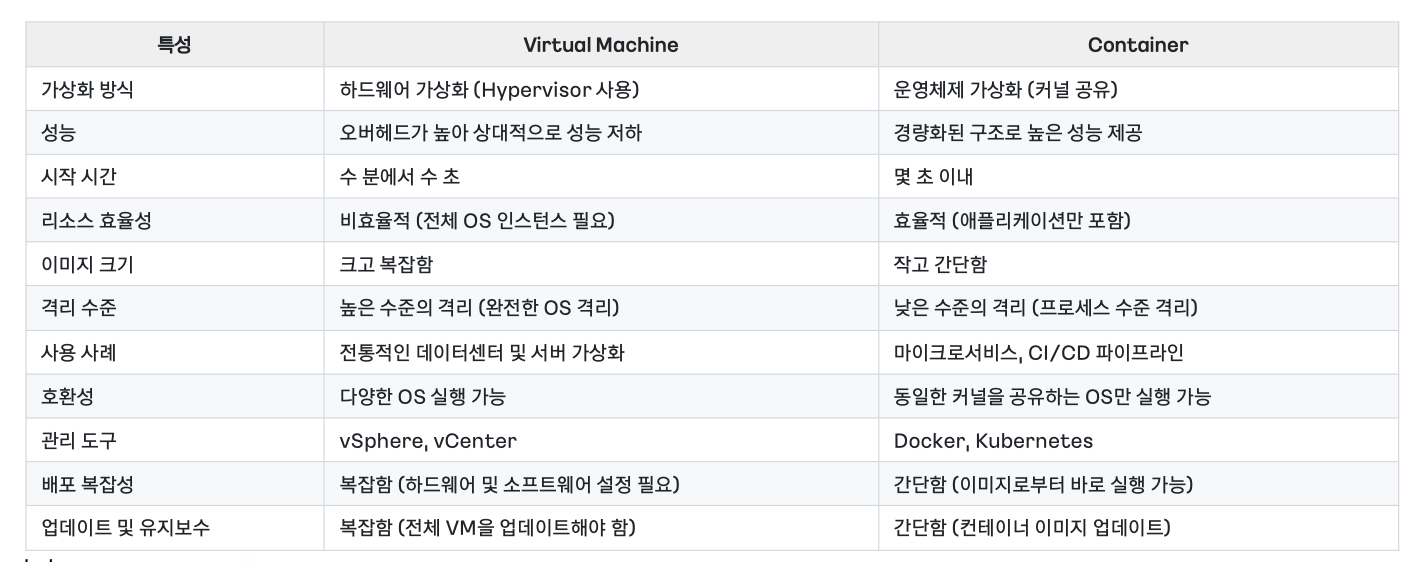 특성 Virtual Machine Container
가상화 방식 하드웨어 가상화 (Hypervisor 사용) 운영체제 가상화 (커널 공유)
성능 오버헤드가 높아 상대적으로 성능 저하 경량화된 구조로 높은 성능 제공
시작 시간 수 분에서 수 초 몇 초 이내
리소스 효율성 비효율적 (전체 OS 인스턴스 필요) 효율적 (애플리케이션만 포함)
이미지 크기 크고 복잡함 작고 간단함
격리 수준 높은 수준의 격리 (완전한 OS 격리) 낮은 수준의 격리 (프로세스 수준 격리)
사용 사례 전통적인 데이터센터 및 서버 가상화 마이크로서비스, CI/CD 파이프라인
호환성 다양한 OS 실행 가능 동일한 커널을 공유하는 OS만 실행 가능
관리 도구 vSphere, vCenter Docker, Kubernetes
배포 복잡성 복잡함 (하드웨어 및 소프트웨어 설정 필요) 간단함 (이미지로부터 바로 실행 가능)
업데이트 및 유지보수 복잡함 (전체 VM을 업데이트해야 함) 간단함 (컨테이너 이미지 업데이트)